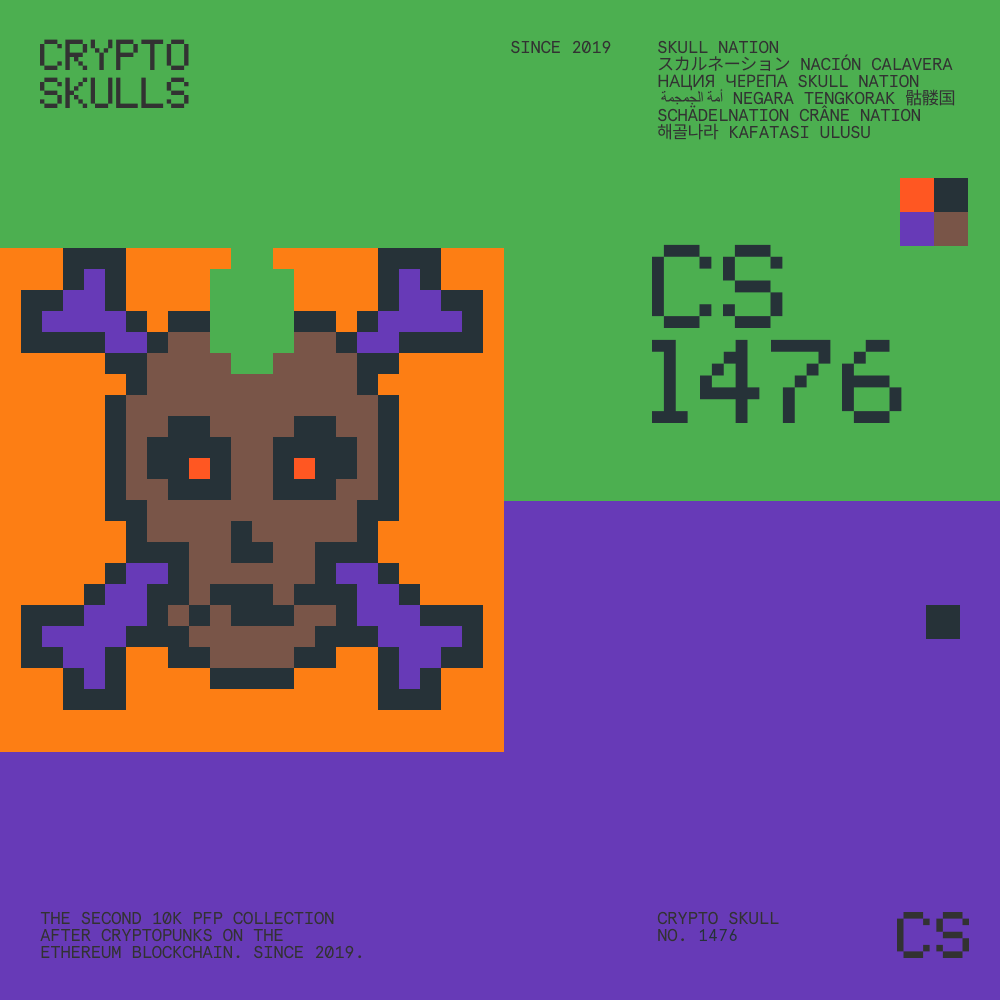 CRYPTO
SKULLS
SINCE 2019
SKULL NATION
スカルネーション NACIÓN CALAVERA
НАЦИЯ ЧЕРЕПА SKULL NATION
أمة الجمجمة NEGARA TENGKORAK 骷髅国
SCHÄDELNATION CRÂNE NATION
해골나라 KAFATASI ULUSU
CS
1476
THE SECOND 10K PFP COLLECTION
AFTER CRYPTOPUNKS ON THE
ETHEREUM BLOCKCHAIN. SINCE 2019.
CRYPTO SKULL
NO. 1476
CS